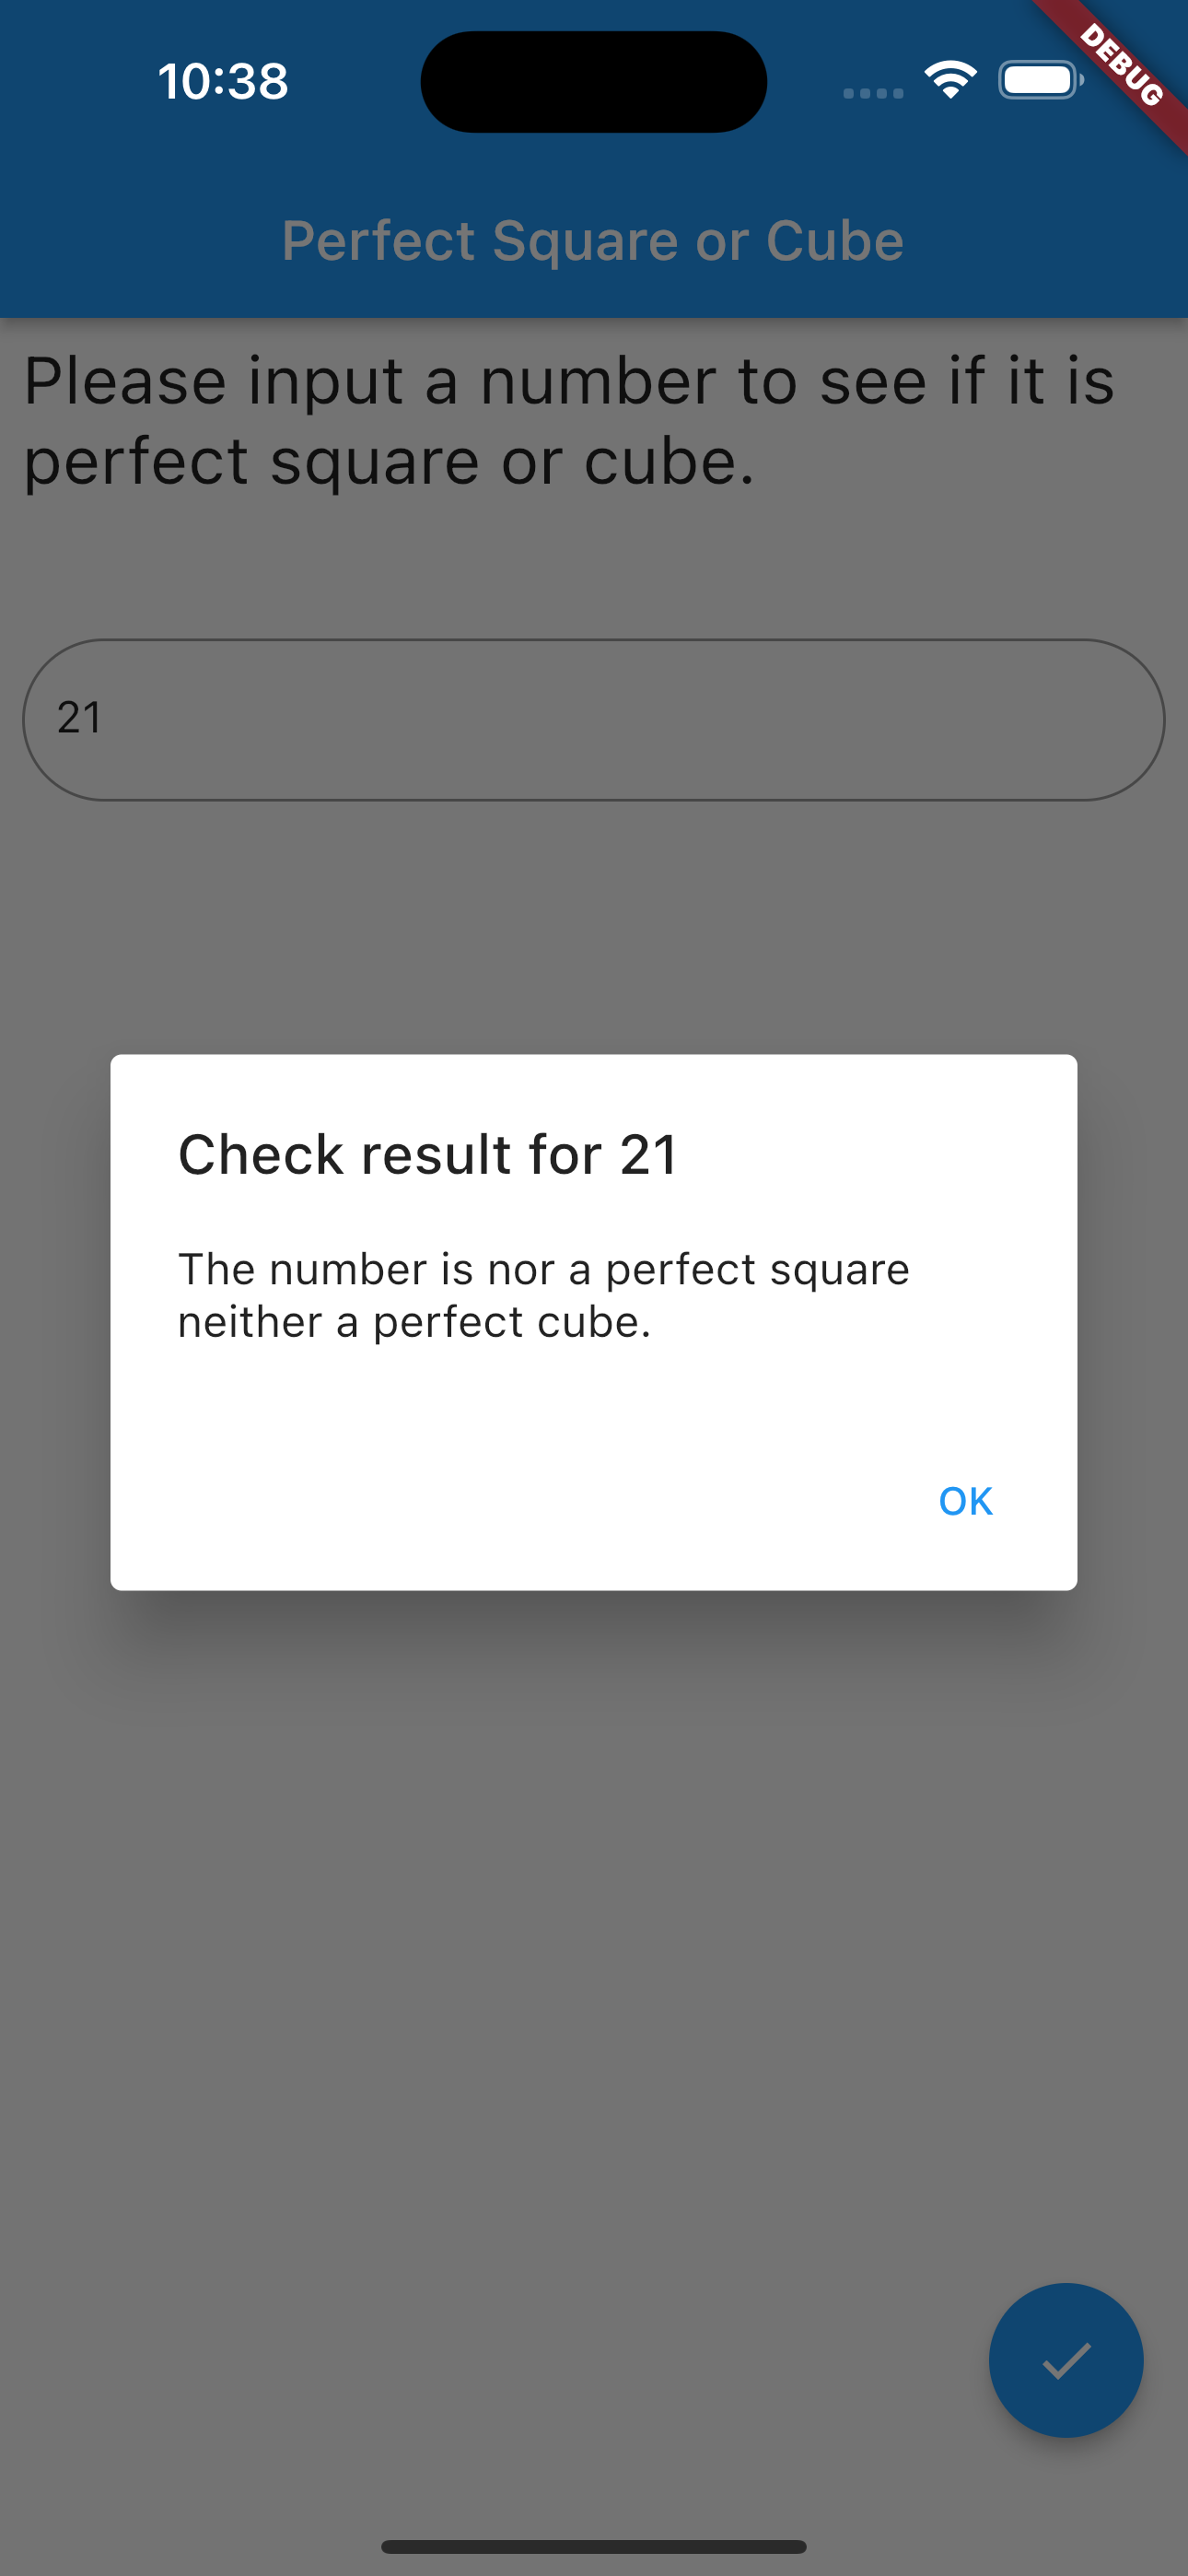 10:38
DEBUG
Perfect Square or Cube
Please input a number to see if it is
perfect square or cube.
21
Check result for 21
The number is nor a perfect square
neither a perfect cube.
OK